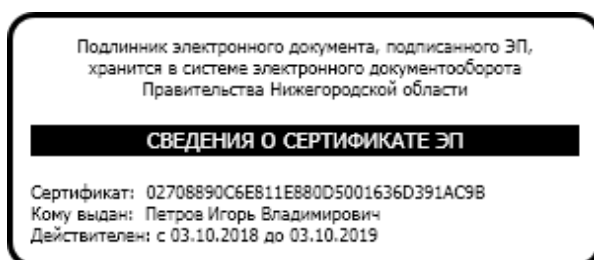 Подлинник электронного документа, подписанного ЭП,
хранится в системе электронного документооборота
Правительства Нижегородской области
СВЕДЕНИЯ О СЕРТИФИКАТЕ ЭП
Сертификат: 02708890C6E811E880D5001636D391AC9B
Кому выдан: Петров Игорь Владимирович
Действителен: с 03.10.2018 до 03.10.2019